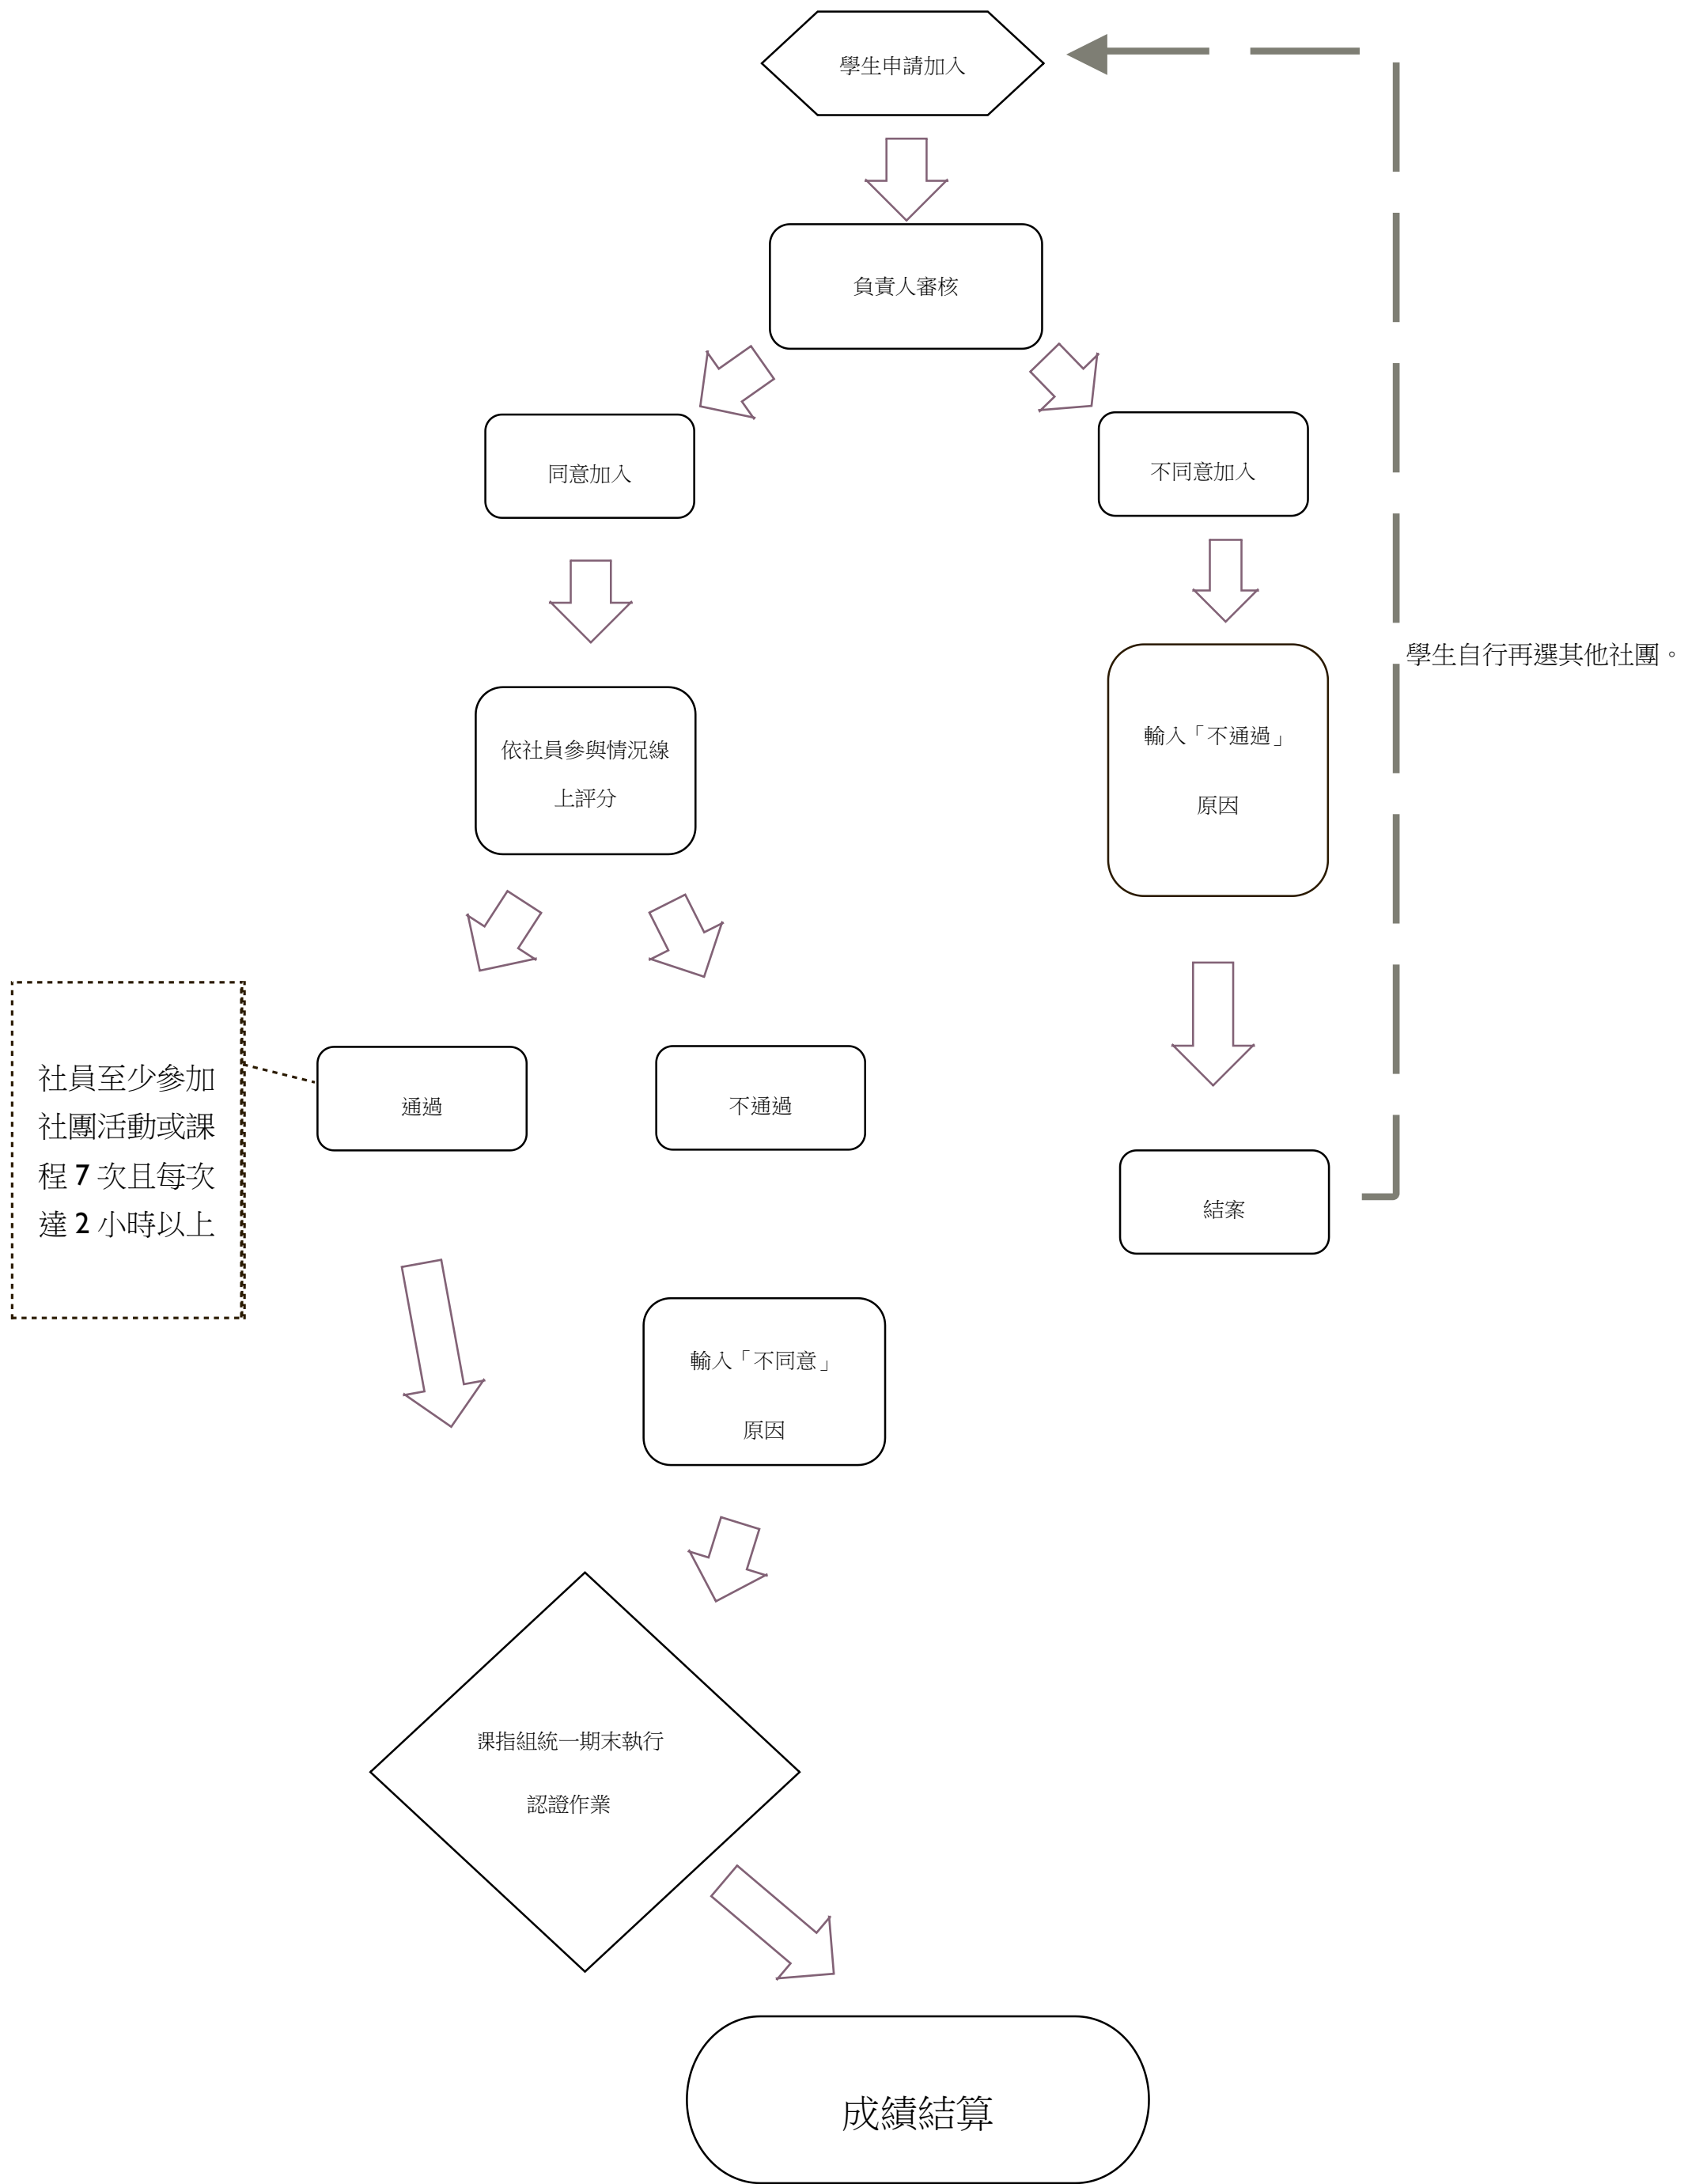 學生申請加入
負責人審核
同意加入
不同意加入
學生自行再選其他社團。
依社員參與情況線
上評分
輸入「不通過」
原因
社員至少參加
社團活動或課
程 7 次且每次
達 2 小時以上
通過
不通過
結案
輸入「不同意」
原因
課指組統一期末執行
認證作業
成績結算